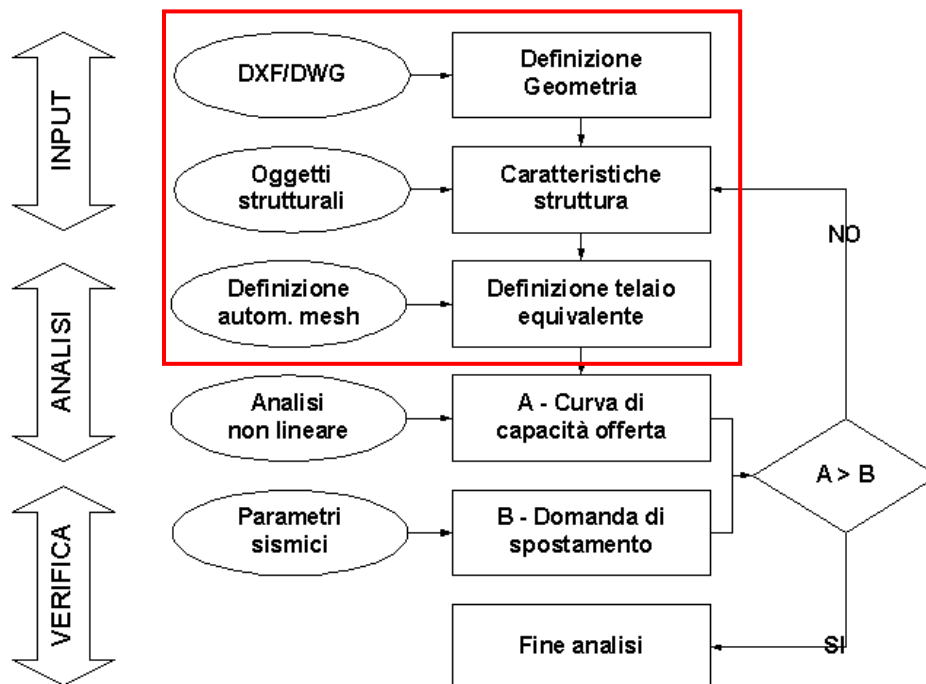 INPUT
DXF/DWG
Definizione
Geometria
Oggetti
strutturali
Caratteristiche
struttura
NO
ANALISI
Definizione
autom. mesh
Definizione telaio
equivalente
Analisi
non lineare
A - Curva di
capacità offerta
A > B
VERIFICA
Parametri
sismici
B - Domanda di
spostamento
Fine analisi
SI